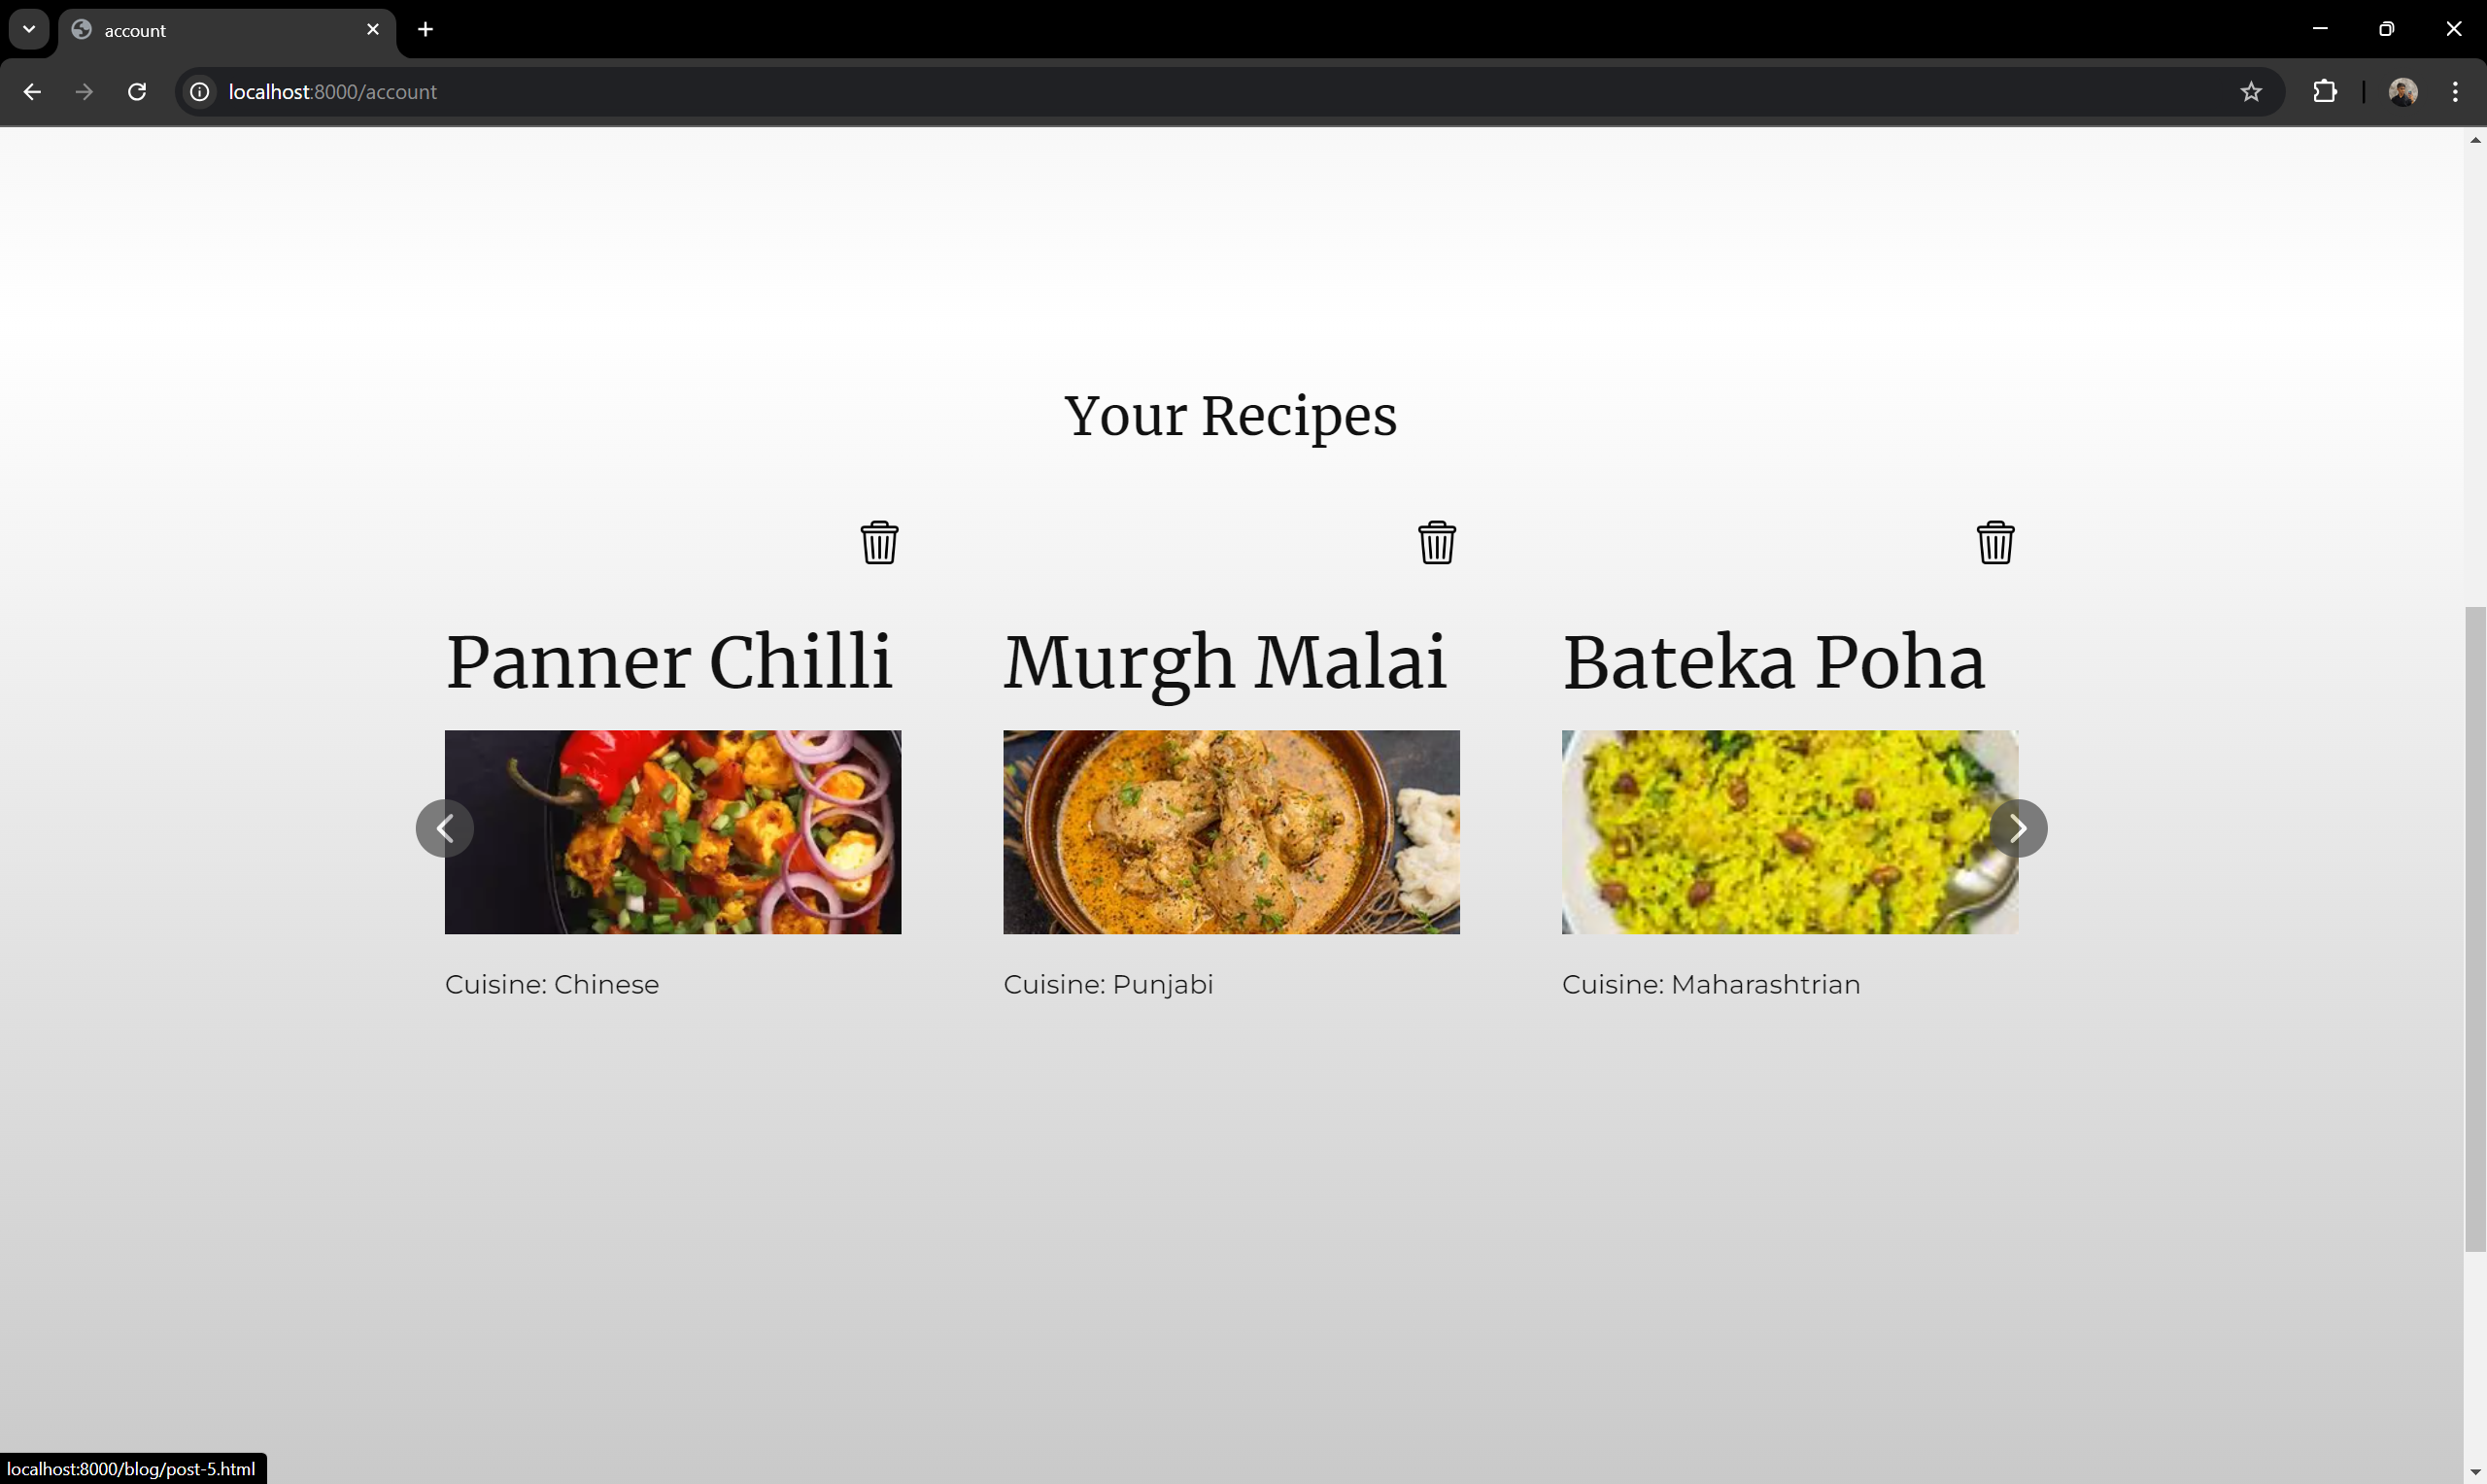 account
localhost:8000/account
Your Recipes
Panner Chilli
Murgh Malai
Bateka Poha
Cuisine: Chinese
Cuisine: Punjabi
Cuisine: Maharashtrian
localhost:8000/blog/post-5.html